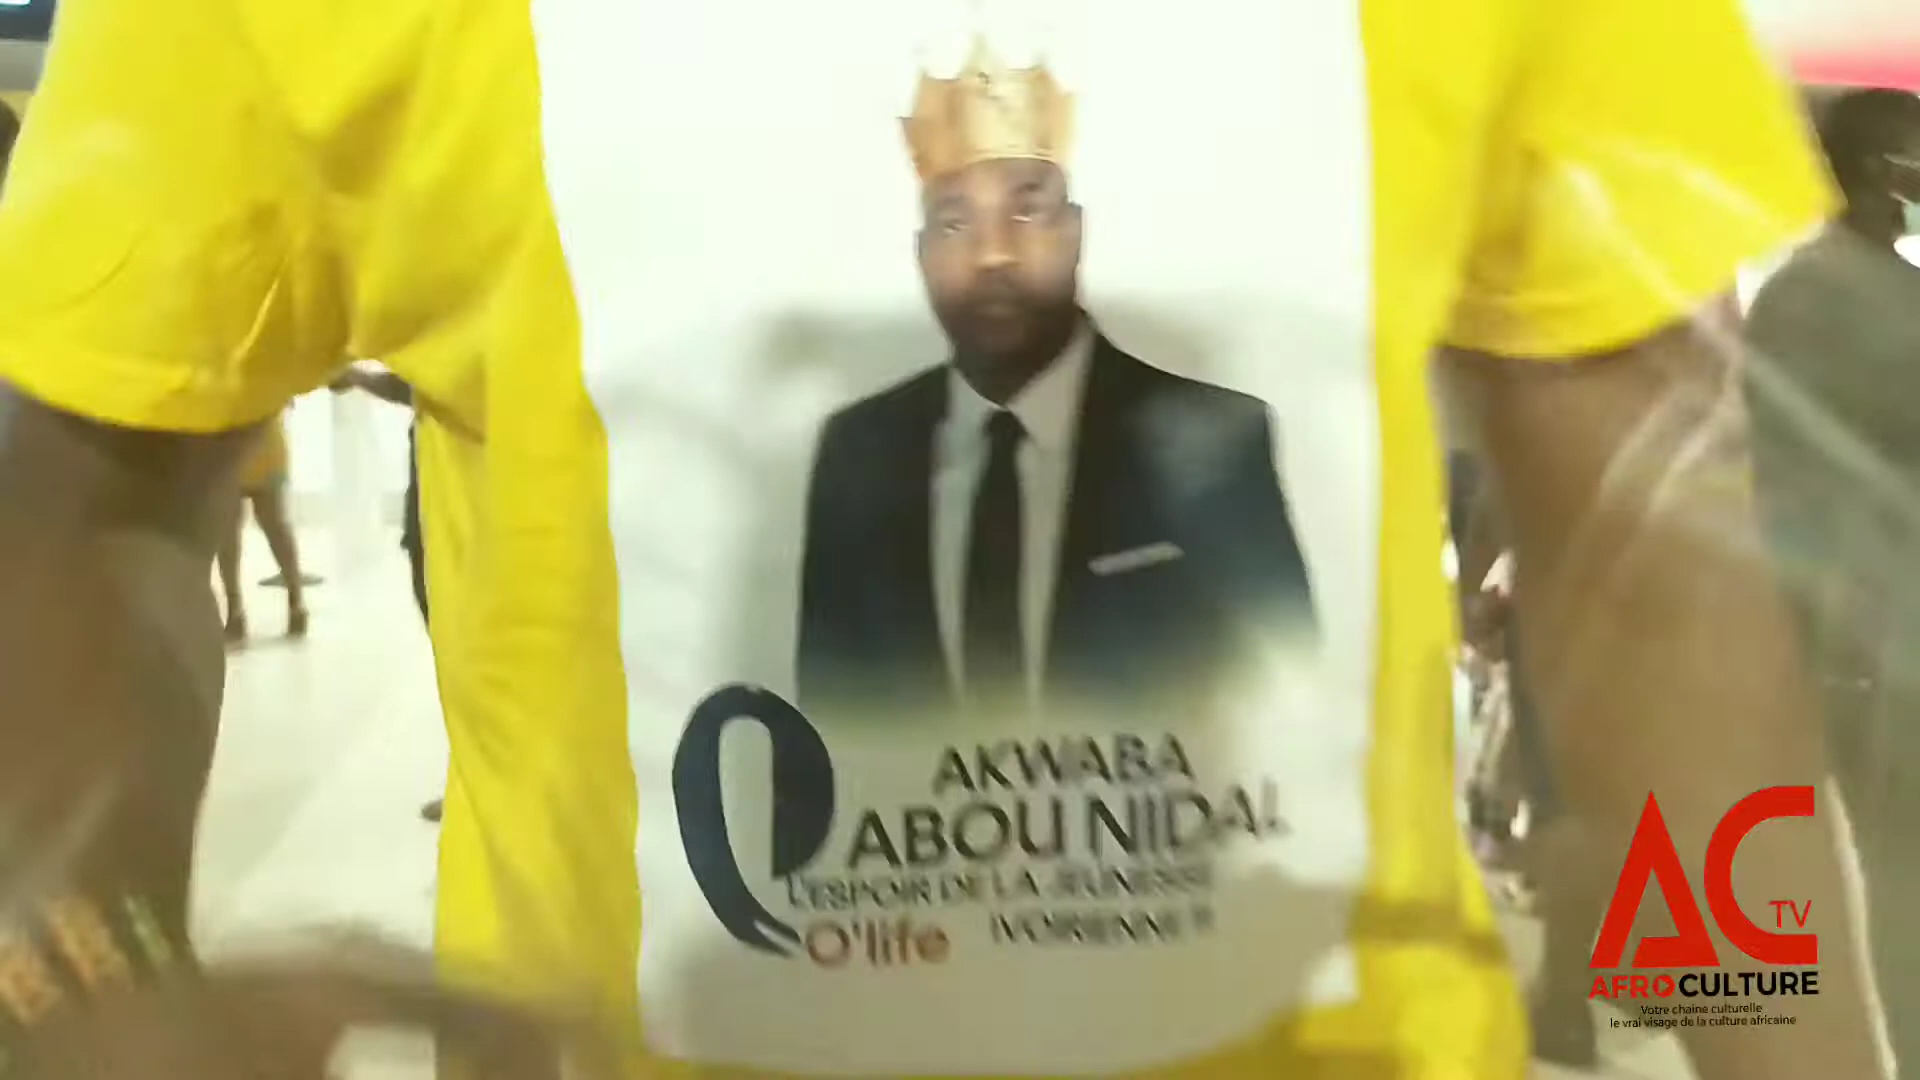 AKWABA
ABOU NIDAL
L'ESPOIR DE LA JEUNESSE
IVOIRIENNE
O'life
AC
TV
AFROCULTURE
Votre chaine culturelle
le vrai visage de la culture africaine